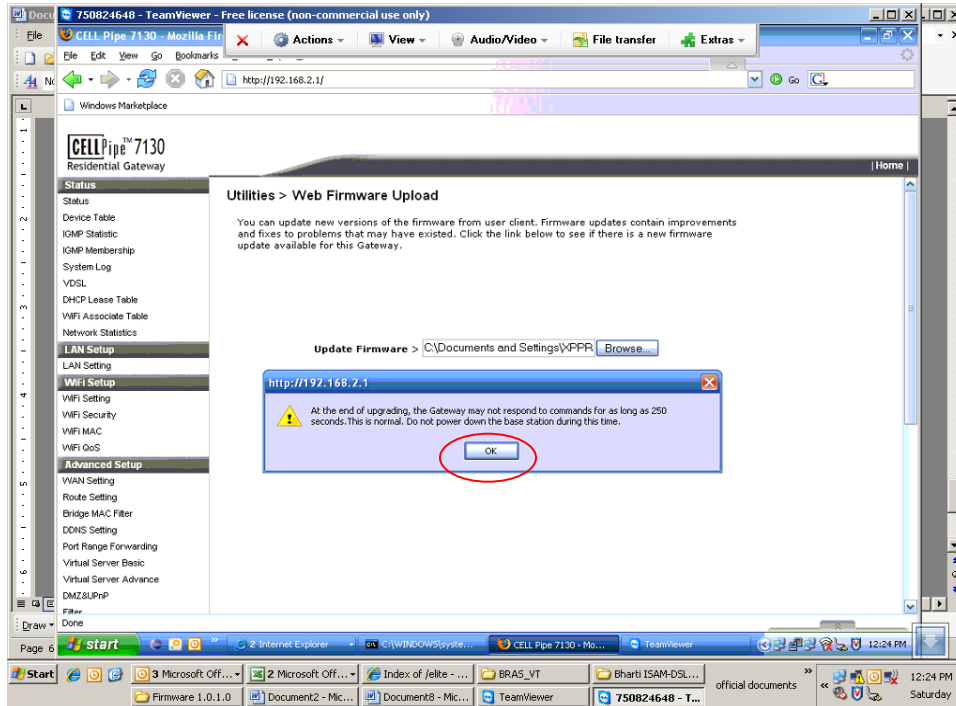 Docu
750824648 - TeamViewer - Free license (non-commercial use only)
File
CELL Pipe 7130 - Mozilla Fir
Actions
View
Audio/Video
File transfer
Extras
File Edit View Go Bookmarks
http://192.168.2.1/
Go
Windows Marketplace
CELLPipe™ 7130
Residential Gateway
| Home |
Status
Status
Device Table
IGMP Statistic
IGMP Membership
System Log
VDSL
DHCP Lease Table
WiFi Associate Table
Network Statistics
LAN Setup
LAN Setting
WiFi Setup
WiFi Setting
WiFi Security
WiFi MAC
WiFi QoS
Advanced Setup
WAN Setting
Route Setting
Bridge MAC Filter
DDNS Setting
Port Range Forwarding
Virtual Server Basic
Virtual Server Advance
DMZ&UPnP
Filter
Utilities > Web Firmware Upload
You can update new versions of the firmware from user client. Firmware updates contain improvements
and fixes to problems that may have existed. Click the link below to see if there is a new firmware
update available for this Gateway.
Update Firmware > C:\Documents and Settings\XPPR Browse...
http://192.168.2.1
At the end of upgrading, the Gateway may not respond to commands for as long as 250
seconds.This is normal. Do not power down the base station during this time.
OK
Done
Draw
start
2 Internet Explorer
C:\WINDOWS\syste...
CELL Pipe 7130 - Mo...
TeamViewer
12:24 PM
Page 6
Start
3 Microsoft Off...
2 Microsoft Off...
Index of /elite - ...
BRAS_VT
Bharti ISAM-DSL...
official documents
12:24 PM
Firmware 1.0.1.0
Document2 - Mic...
Document8 - Mic...
TeamViewer
750824648 - T...
Saturday